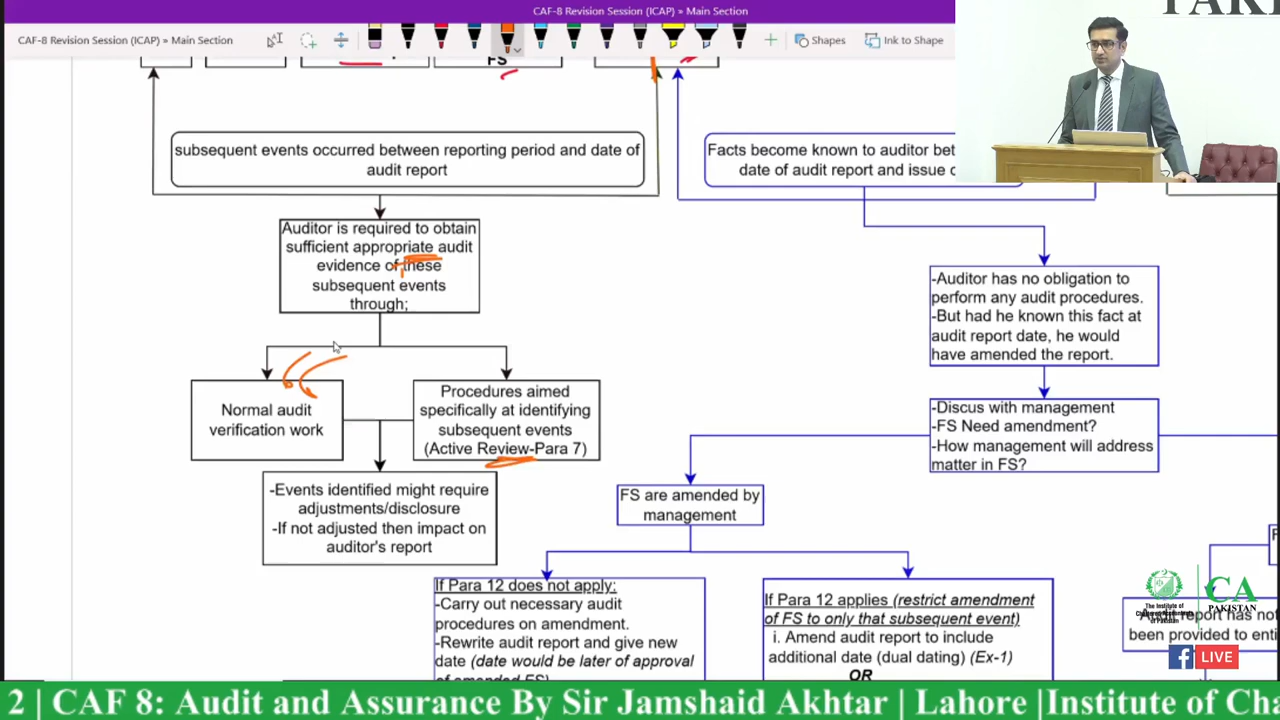 CAF-8 Revision Session (ICAP) » Main Section
CAF-8 Revision Session (ICAP) » Main Section
Shapes
Ink to Shape
FS
subsequent events occurred between reporting period and date of
audit report
Facts become known to auditor
date of audit report and issue
Auditor is required to obtain
sufficient appropriate audit
evidence of these
subsequent events
through;
-Auditor has no obligation to
perform any audit procedures.
-But had he known this fact at
audit report date, he would
have amended the report.
Normal audit
verification work
Procedures aimed
specifically at identifying
subsequent events
(Active Review-Para 7)
-Discus with management
-FS Need amendment?
-How management will address
matter in FS?
-Events identified might require
adjustments/disclosure
-If not adjusted then impact on
auditor's report
FS are amended by
management
If Para 12 does not apply:
-Carry out necessary audit
procedures on amendment.
-Rewrite audit report and give new
date (date would be later of approval
of amended FS)
If Para 12 applies (restrict amendment
of FS to only that subsequent event)
i. Amend audit report to include
additional date (dual dating) (Ex-1)
OR
Audit report has not
been provided to
The Institute of
Chartered Accountants
of Pakistan
CA
PAKISTAN
f LIVE
2 | CAF 8: Audit and Assurance By Sir Jamshaid Akhtar | Lahore |Institute of